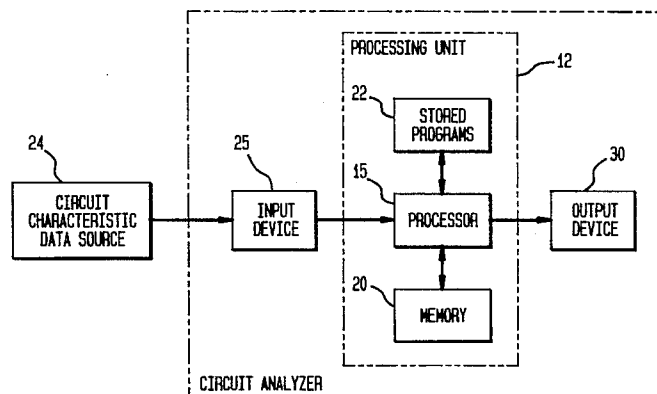 PROCESSING UNIT
12
22
STORED
PROGRAMS
24
CIRCUIT
CHARACTERISTIC
DATA SOURCE
25
INPUT
DEVICE
15
PROCESSOR
30
OUTPUT
DEVICE
20
MEMORY
CIRCUIT ANALYZER